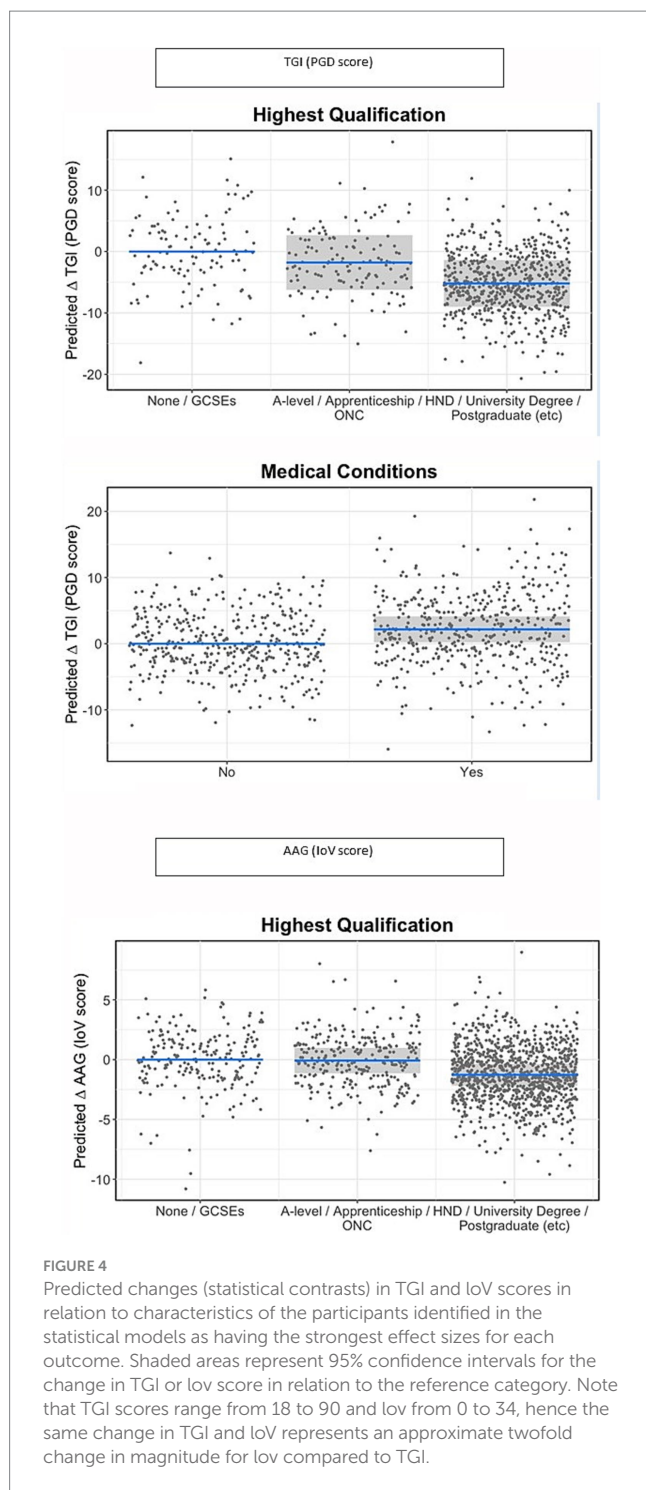 TGI (PGD score)
Highest Qualification
Predicted Δ TGI (PGD score)
10
0
-10
-20
None / GCSEs
A-level / Apprenticeship /
ONC
HND / University Degree /
Postgraduate (etc)
Medical Conditions
Predicted Δ TGI (PGD score)
20
10
0
-10
No
Yes
AAG (IoV score)
Highest Qualification
Predicted Δ AAG (IoV score)
5
0
-5
-10
None / GCSEs
A-level / Apprenticeship /
ONC
HND / University Degree /
Postgraduate (etc)
FIGURE 4
Predicted changes (statistical contrasts) in TGI and IoV scores in
relation to characteristics of the participants identified in the
statistical models as having the strongest effect sizes for each
outcome. Shaded areas represent 95% confidence intervals for the
change in TGI or Iov score in relation to the reference category. Note
that TGI scores range from 18 to 90 and Iov from 0 to 34, hence the
same change in TGI and IoV represents an approximate twofold
change in magnitude for Iov compared to TGI.